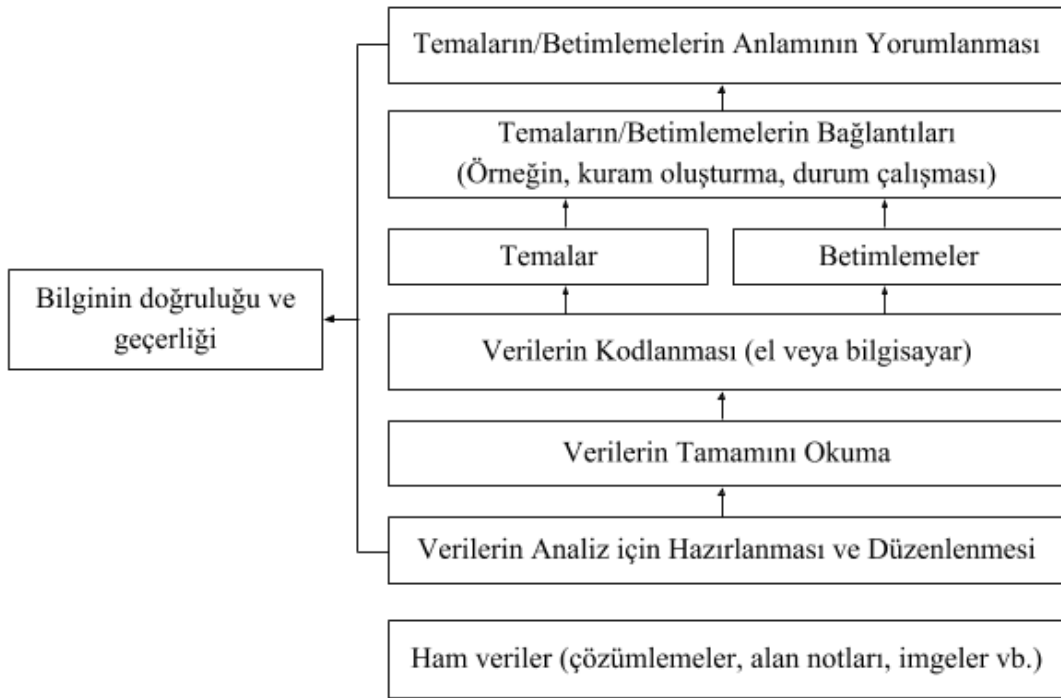 Temaların/Betimlemelerin Anlamının Yorumlanması
Temaların/Betimlemelerin Bağlantıları
(Örneğin, kuram oluşturma, durum çalışması)
Temalar
Betimlemeler
Bilginin doğruluğu ve
geçerliği
Verilerin Kodlanması (el veya bilgisayar)
Verilerin Tamamını Okuma
Verilerin Analiz için Hazırlanması ve Düzenlenmesi
Ham veriler (çözümlemeler, alan notları, imgeler vb.)